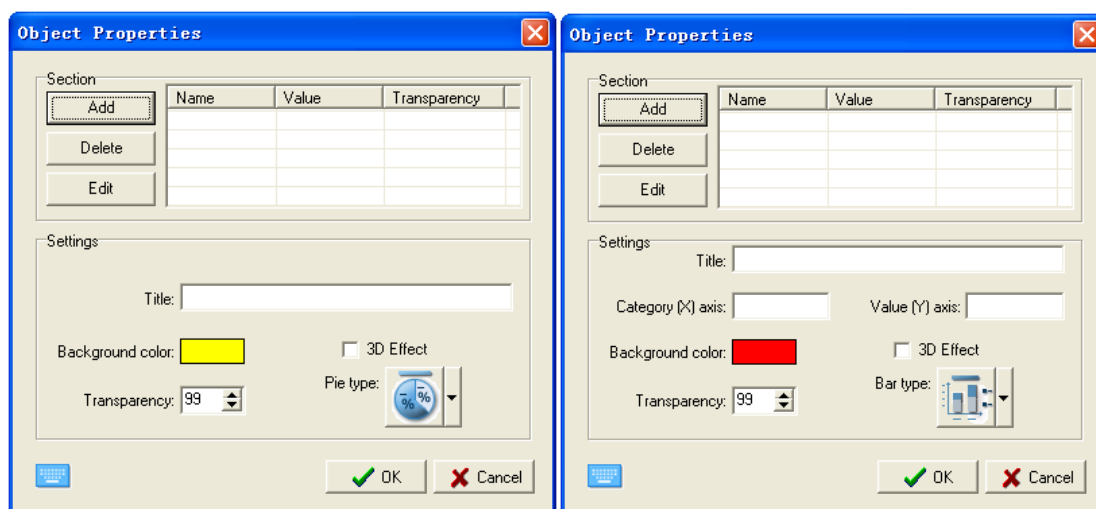 Object Properties
Section
Add
Name Value Transparency
Delete
Edit
Settings
Title:
Background color:
3D Effect
Transparency: 99
Pie type:
% %
OK Cancel
Object Properties
Section
Add
Name Value Transparency
Delete
Edit
Settings
Title:
Category (X) axis:
Value (Y) axis:
Background color:
3D Effect
Transparency: 99
Bar type:
OK Cancel